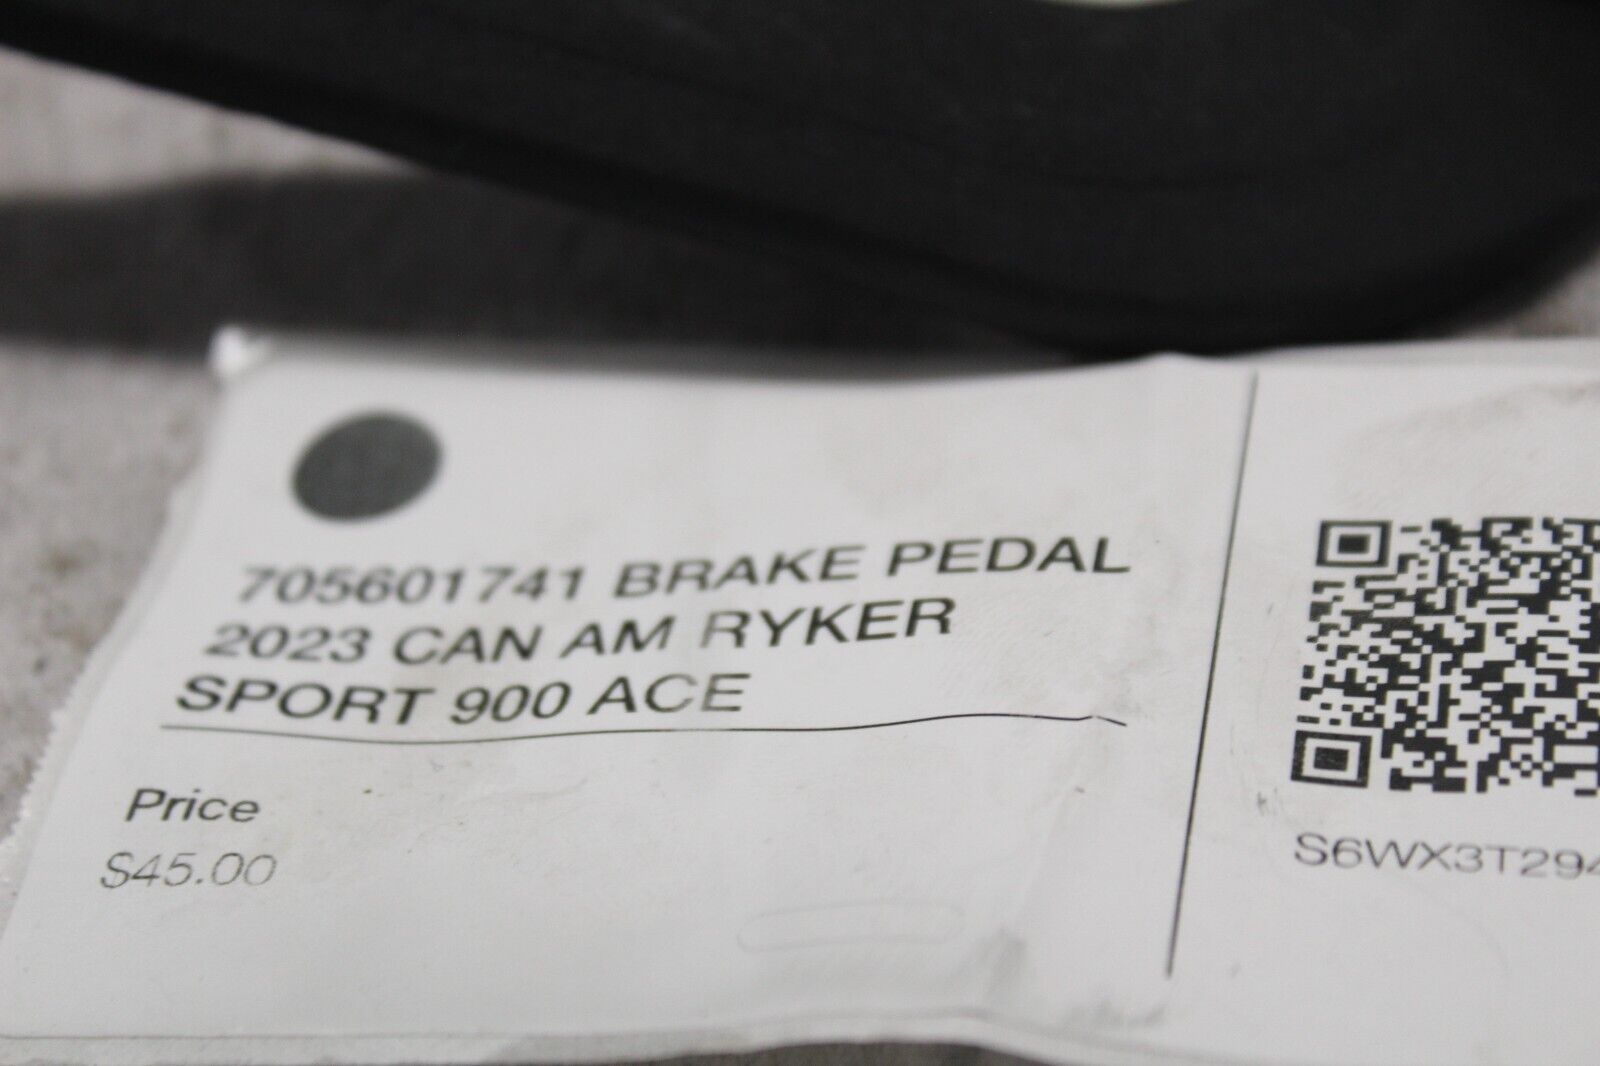 705601741 BRAKE PEDAL
2023 CAN AM RYKER
SPORT 900 ACE
Price
$45.00
S6WX3T294